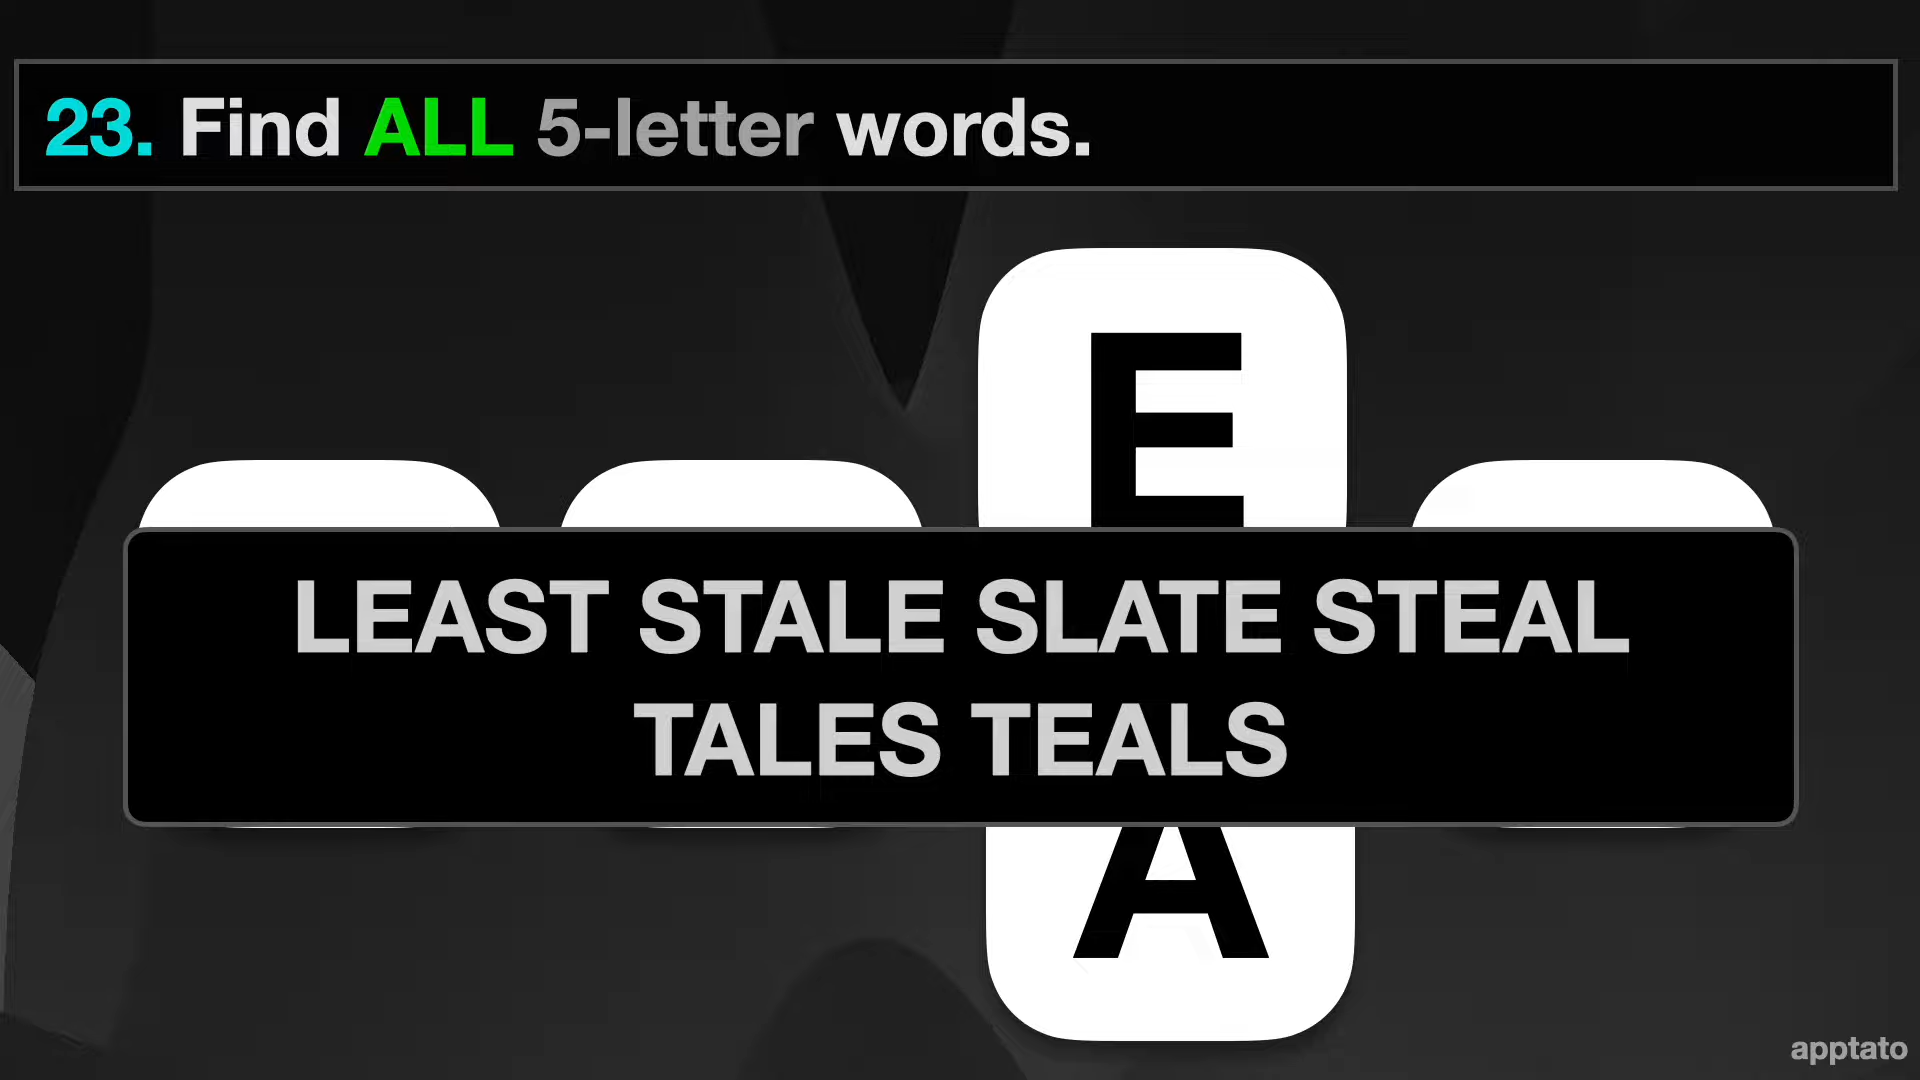 23. Find ALL 5-letter words.
E
LEAST STALE SLATE STEAL
TALES TEALS
A
apptato